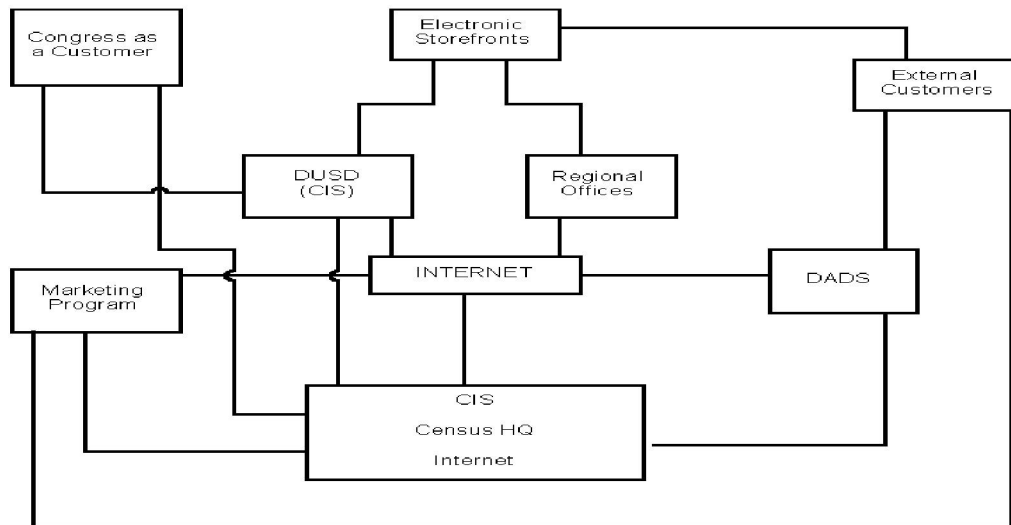 Congress as
a Customer
Electronic
Storefronts
External
Customers
DUSD
(CIS)
Regional
Offices
INTERNET
DADS
Marketing
Program
CIS
Census HQ
Internet